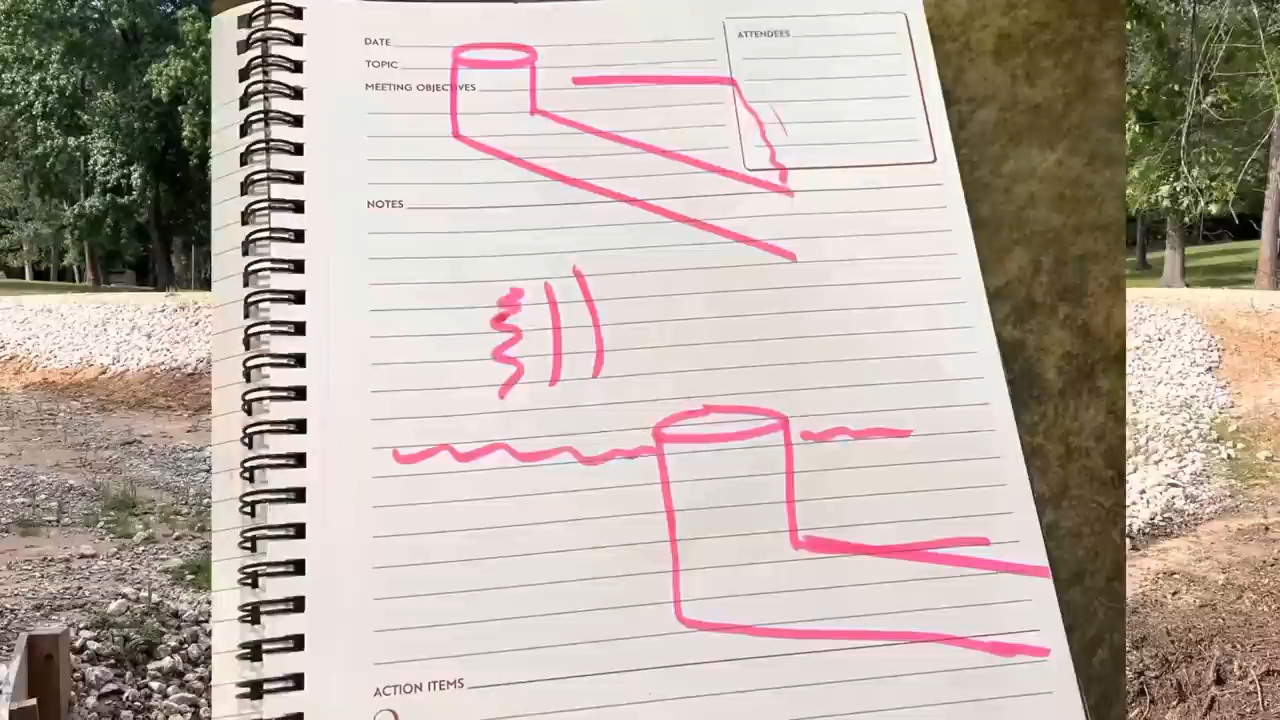 DATE
TOPIC
MEETING OBJECTIVES
ATTENDEES
NOTES
ACTION ITEMS